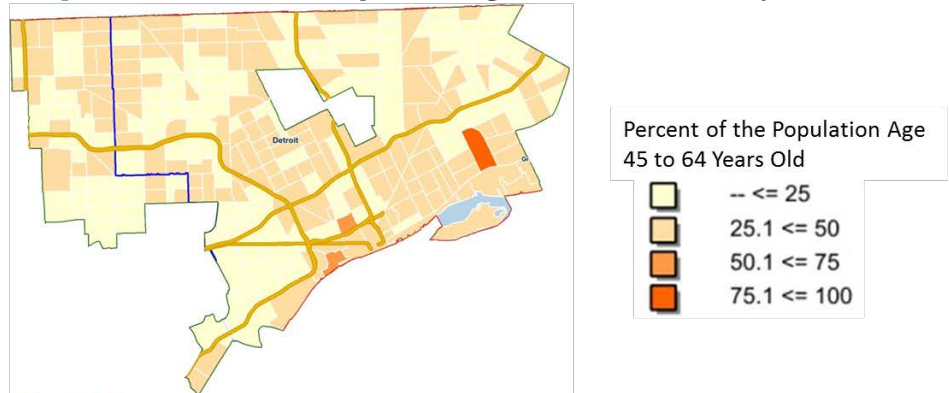 Detroit
Percent of the Population Age
45 to 64 Years Old
-- <= 25
25.1 <= 50
50.1 <= 75
75.1 <= 100